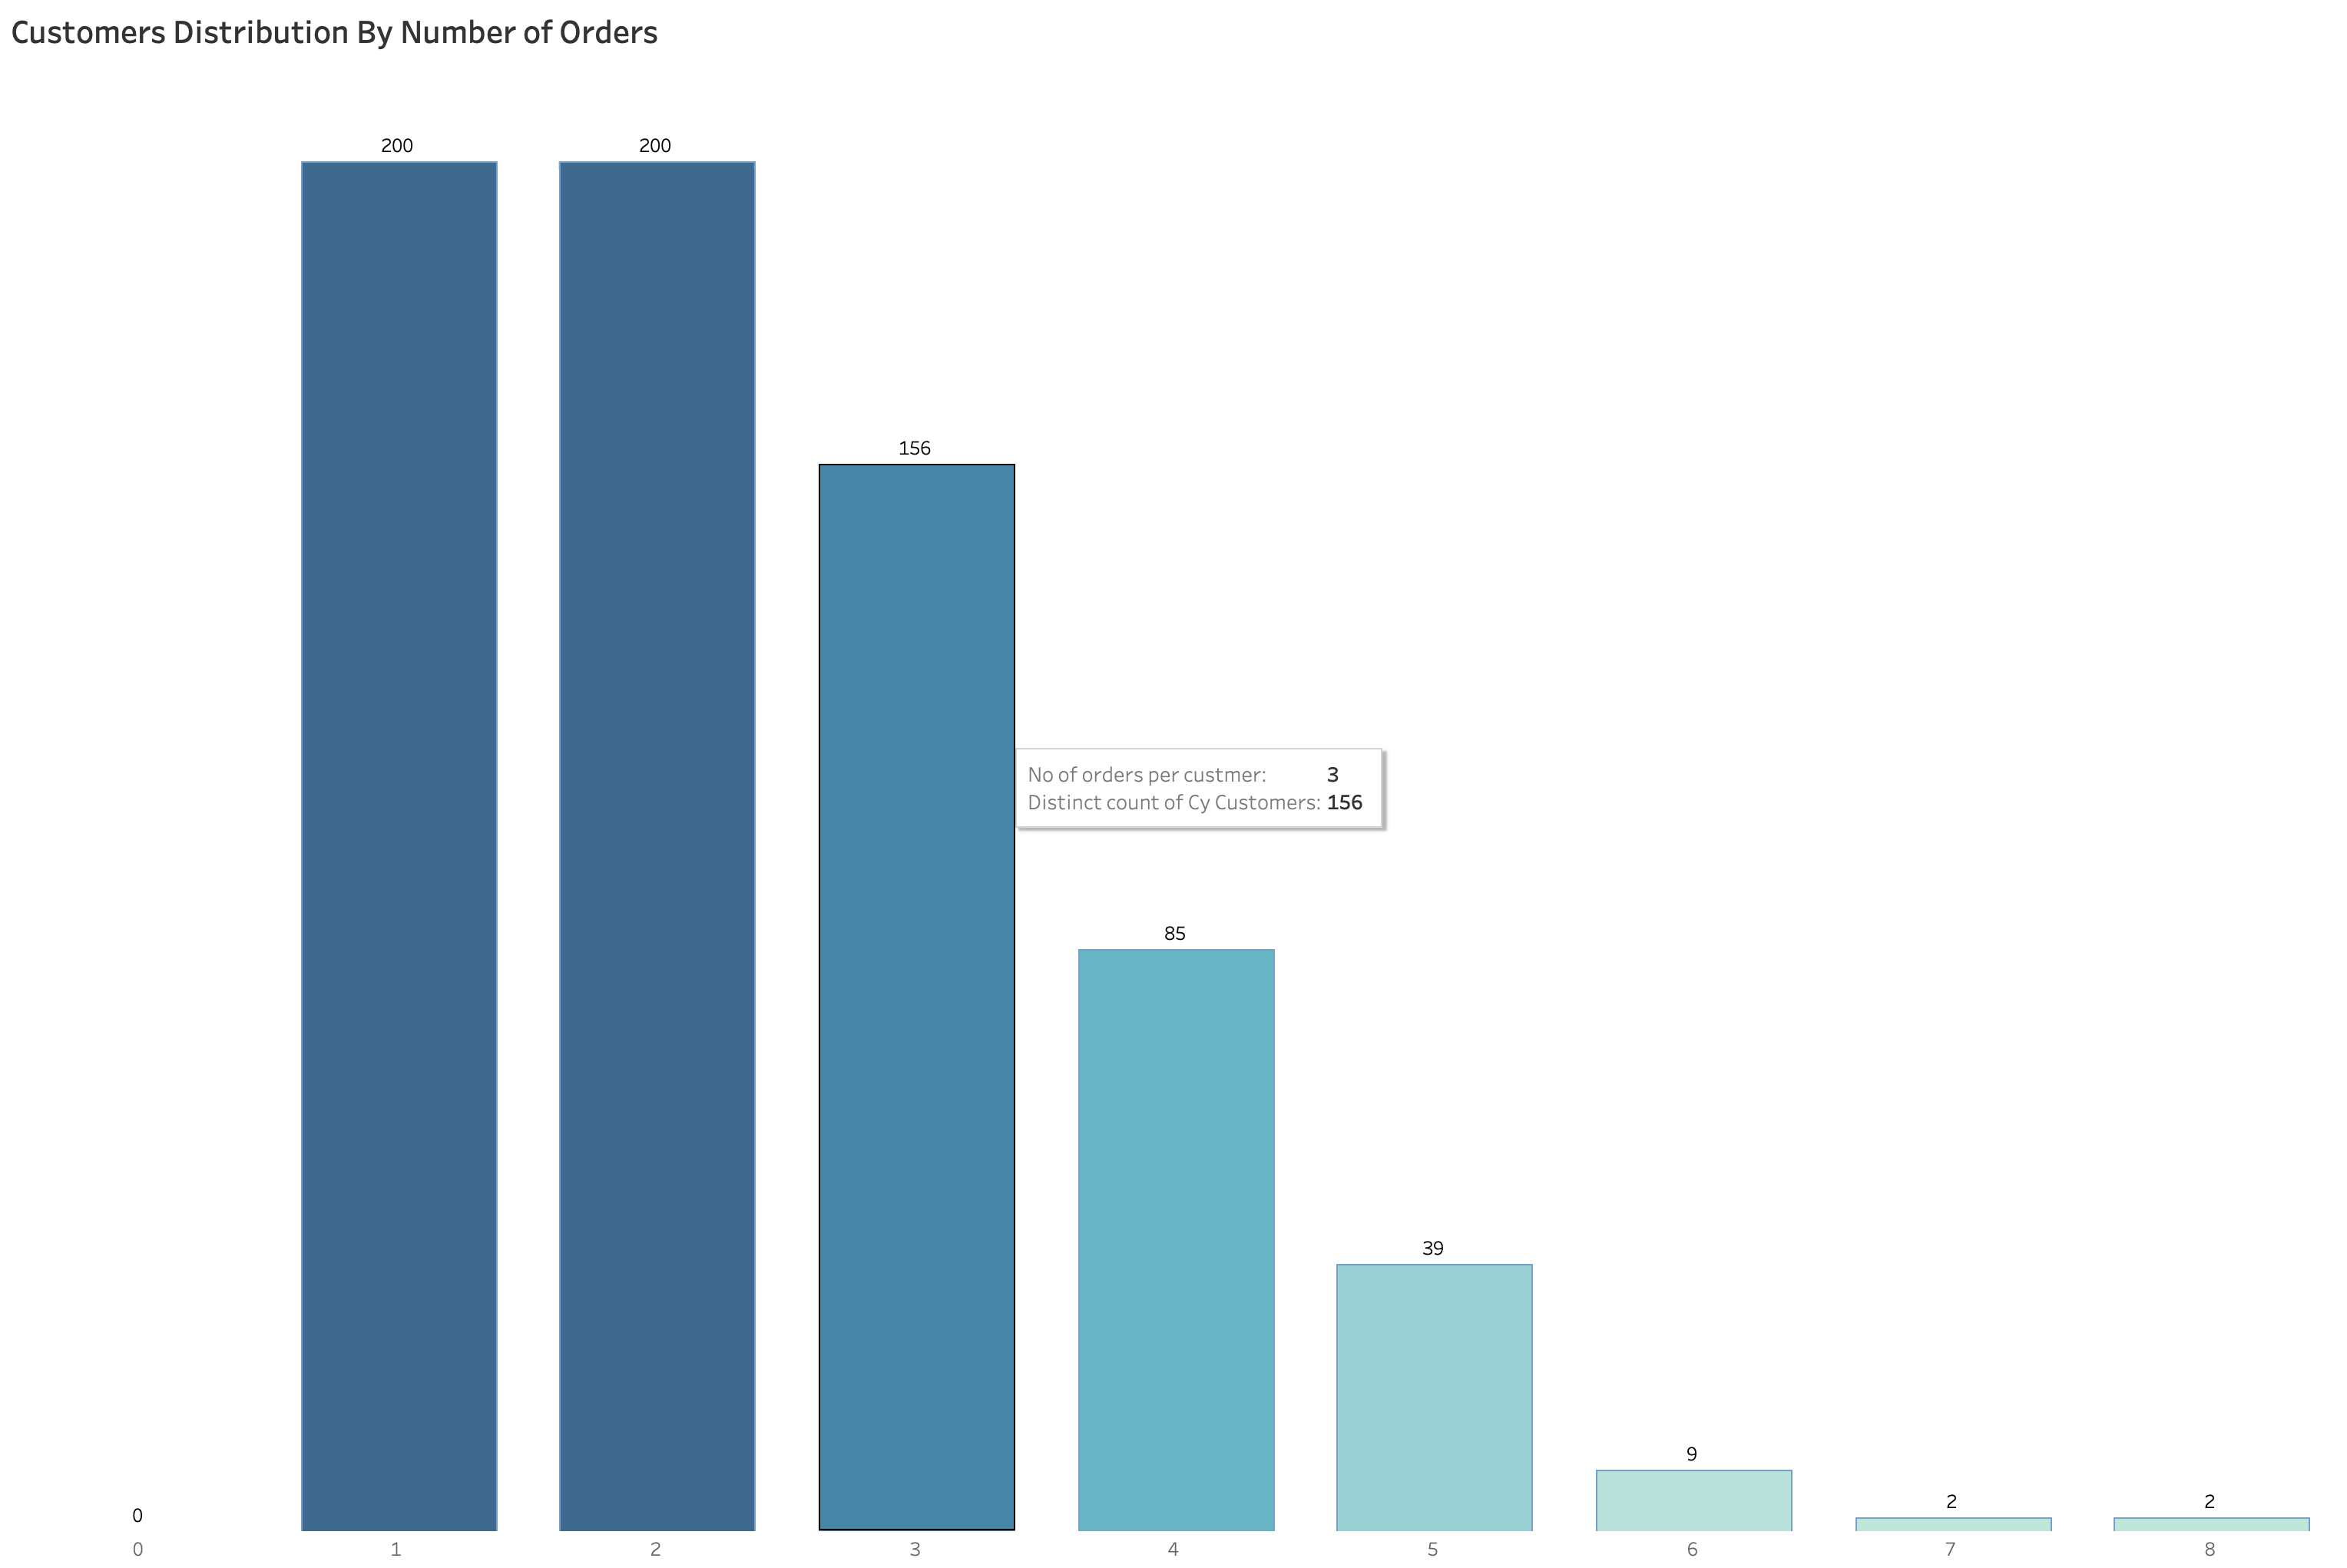 Customers Distribution By Number of Orders
200
200
156
No of orders per custmer: 3
Distinct count of Cy Customers: 156
85
39
9
2
2
0
0 1 2 3 4 5 6 7 8